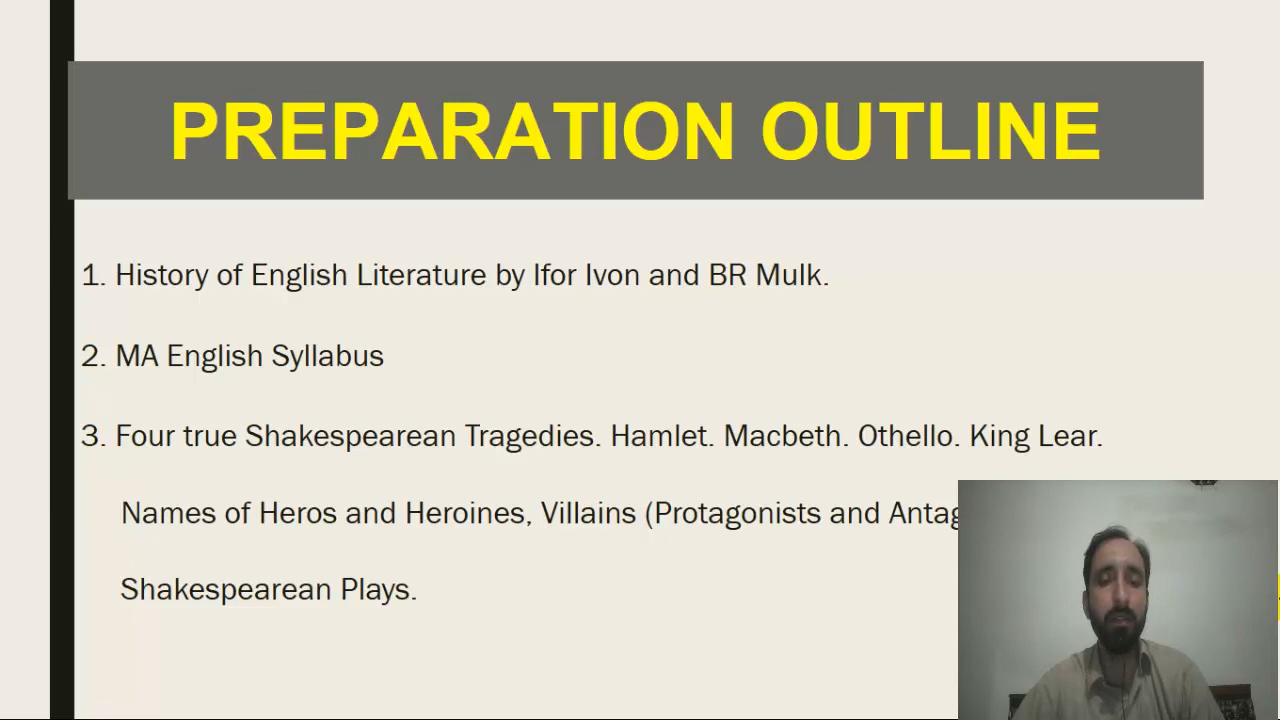 PREPARATION OUTLINE
1. History of English Literature by Ifor Ivon and BR Mulk.
2. MA English Syllabus
3. Four true Shakespearean Tragedies. Hamlet. Macbeth. Othello. King Lear.
Names of Heros and Heroines, Villains (Protagonists and
Shakespearean Plays.